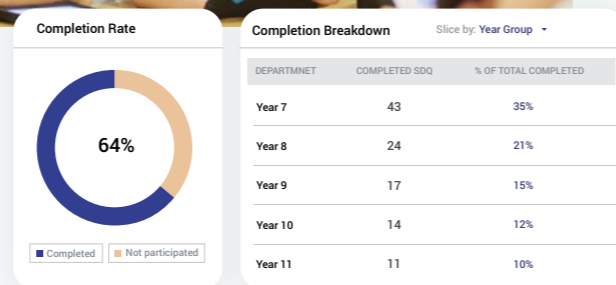 Completion Rate
64%
Completed
Not participated
Completion Breakdown
Slice by: Year Group
DEPARTMNET COMPLETED SDQ % OF TOTAL COMPLETED
Year 7 43 35%
Year 8 24 21%
Year 9 17 15%
Year 10 14 12%
Year 11 11 10%